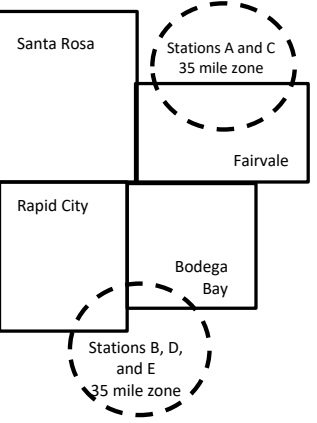 Santa Rosa
Stations A and C
35 mile zone
Fairvale
Rapid City
Bodega
Bay
Stations B, D,
and E
35 mile zone